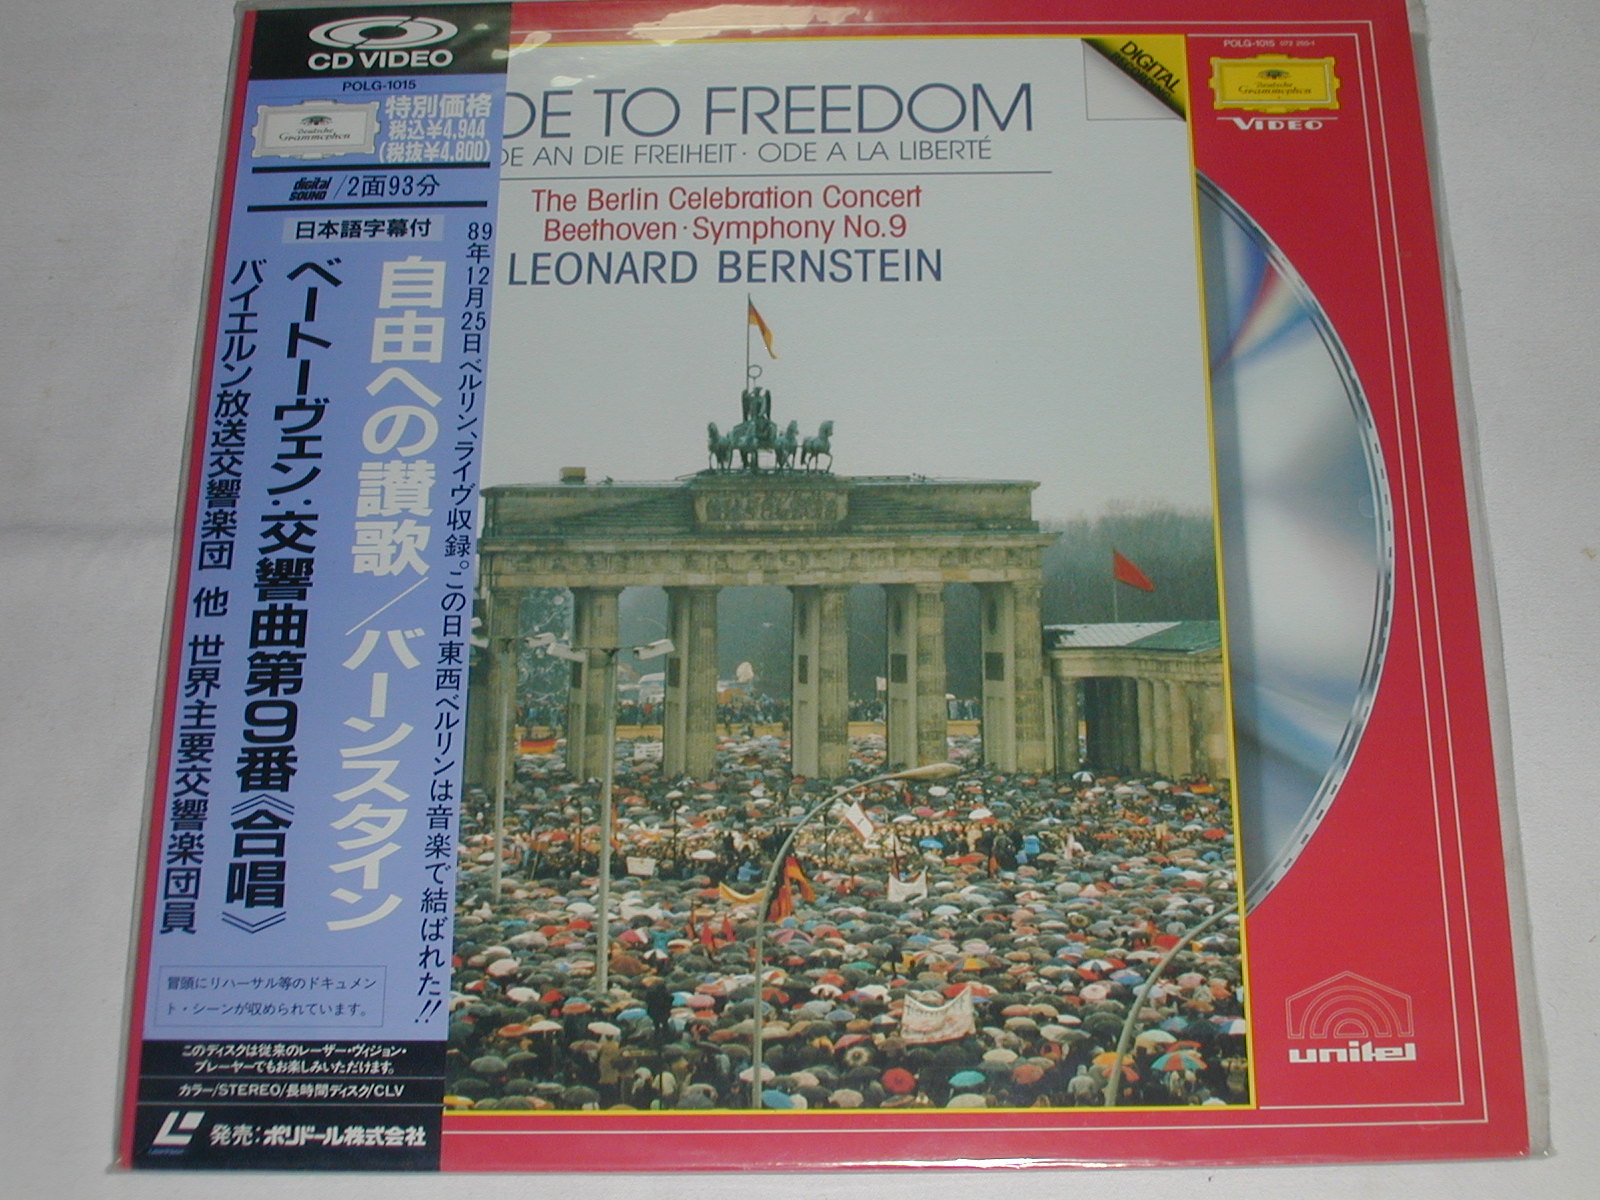 CD VIDEO
POLG-1015
Deutsche
Grammophon
特別価格
税込¥4,944
(税抜¥4,800)
digital
SOUND
/2面93分
日本語字幕付
89年12月25日ベルリン、ライヴ収録。この日東西ベルリンは音楽で結ばれた!!
自由への讃歌/バーンスタイン
ベートーヴェン:交響曲第9番《合唱》
バイエルン放送交響楽団 他 世界主要交響楽団員
冒頭にリハーサル等のドキュメン
ト・シーンが収められています。
このディスクは従来のレーザー・ヴィジョン・
プレーヤーでもお楽しみいただけます。
カラー/STEREO/長時間ディスク/CLV
発売:ポリドール株式会社
DE TO FREEDOM
DE AN DIE FREIHEIT · ODE A LA LIBERTÉ
The Berlin Celebration Concert
Beethoven · Symphony No. 9
LEONARD BERNSTEIN
DIGITAL
RECORDING
POLG-1015 072 250-1
Deutsche
Grammophon
VIDEO
unitel